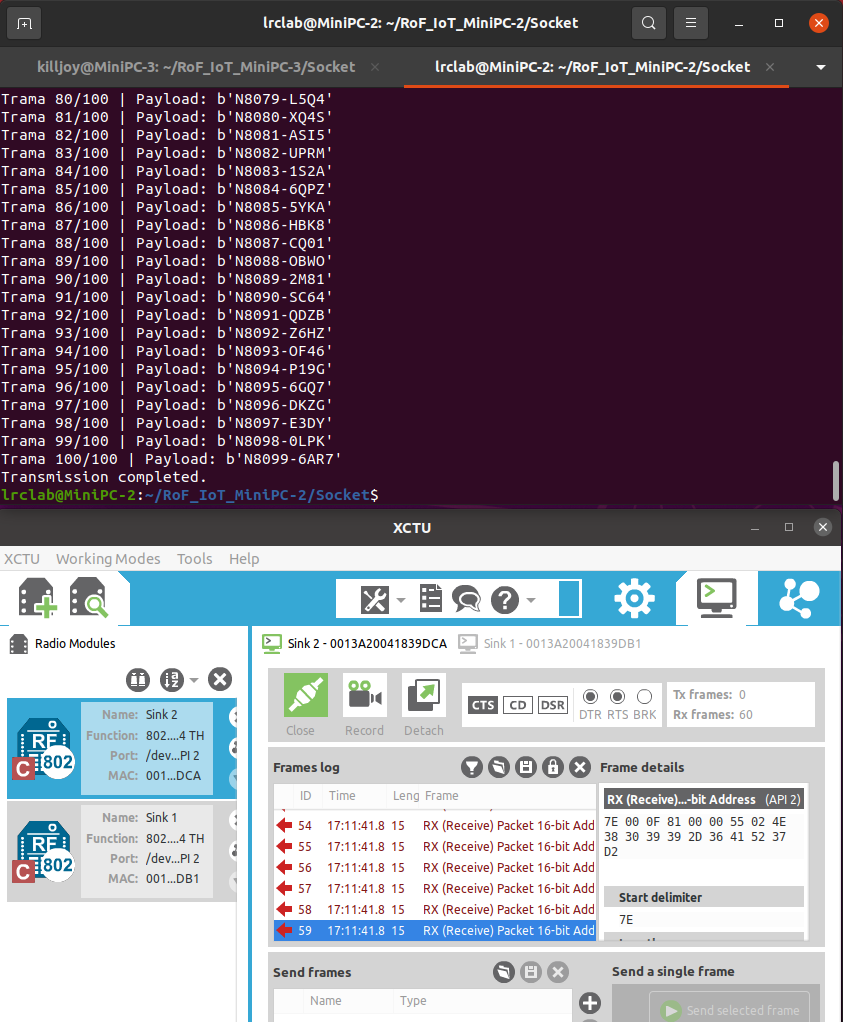 lrclab@MiniPC-2: ~/RoF_IoT_MiniPC-2/Socket
killjoy@MiniPC-3: ~/RoF_IoT_MiniPC-3/Socket
lrclab@MiniPC-2: ~/RoF_IoT_MiniPC-2/Socket
Trama 80/100 | Payload: b'N8079-L5Q4'
Trama 81/100 | Payload: b'N8080-XQ4S'
Trama 82/100 | Payload: b'N8081-ASI5'
Trama 83/100 | Payload: b'N8082-UPRM'
Trama 84/100 | Payload: b'N8083-1S2A'
Trama 85/100 | Payload: b'N8084-6QPZ'
Trama 86/100 | Payload: b'N8085-5YKA'
Trama 87/100 | Payload: b'N8086-HBK8'
Trama 88/100 | Payload: b'N8087-CQ01'
Trama 89/100 | Payload: b'N8088-OBWO'
Trama 90/100 | Payload: b'N8089-2M81'
Trama 91/100 | Payload: b'N8090-SC64'
Trama 92/100 | Payload: b'N8091-QDZB'
Trama 93/100 | Payload: b'N8092-Z6HZ'
Trama 94/100 | Payload: b'N8093-OF46'
Trama 95/100 | Payload: b'N8094-P19G'
Trama 96/100 | Payload: b'N8095-6GQ7'
Trama 97/100 | Payload: b'N8096-DKZG'
Trama 98/100 | Payload: b'N8097-E3DY'
Trama 99/100 | Payload: b'N8098-0LPK'
Trama 100/100 | Payload: b'N8099-6AR7'
Transmission completed.
lrclab@MiniPC-2:~/RoF_IoT_MiniPC-2/Socket$
XCTU
XCTU Working Modes Tools Help
Radio Modules
Name: Sink 2
Function: 802....4 TH
Port: /dev...PI 2
MAC: 001...DCA
RF 802 C
Name: Sink 1
Function: 802....4 TH
Port: /dev...PI 2
MAC: 001...DB1
RF 802 C
Sink 2 - 0013A20041839DCA
Sink 1 - 0013A20041839DB1
Close Record Detach
CTS CD DSR
DTR RTS BRK
Tx frames: 0
Rx frames: 60
Frames log
ID Time Leng Frame
54 17:11:41.8 15 RX (Receive) Packet 16-bit Add
55 17:11:41.8 15 RX (Receive) Packet 16-bit Add
56 17:11:41.8 15 RX (Receive) Packet 16-bit Add
57 17:11:41.8 15 RX (Receive) Packet 16-bit Add
58 17:11:41.8 15 RX (Receive) Packet 16-bit Add
59 17:11:41.8 15 RX (Receive) Packet 16-bit Add
Frame details
RX (Receive)...-bit Address (API 2)
7E 00 0F 81 00 00 55 02 4E
38 30 39 39 2D 36 41 52 37
D2
Start delimiter
7E
Send frames
Name Type
Send a single frame
Send selected frame